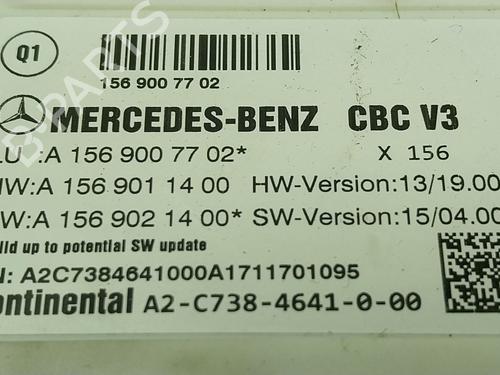 Q1
156 900 77 02
MERCEDES-BENZ CBC V3
LU :A 156 900 77 02* X 156
HW:A 156 901 14 00 HW-Version:13/19.00
SW:A 156 902 14 00* SW-Version:15/04.00
up to potential SW update
N: A2C7384641000A1711701095
ontinental A2-C738-4641-0-00
PARTS